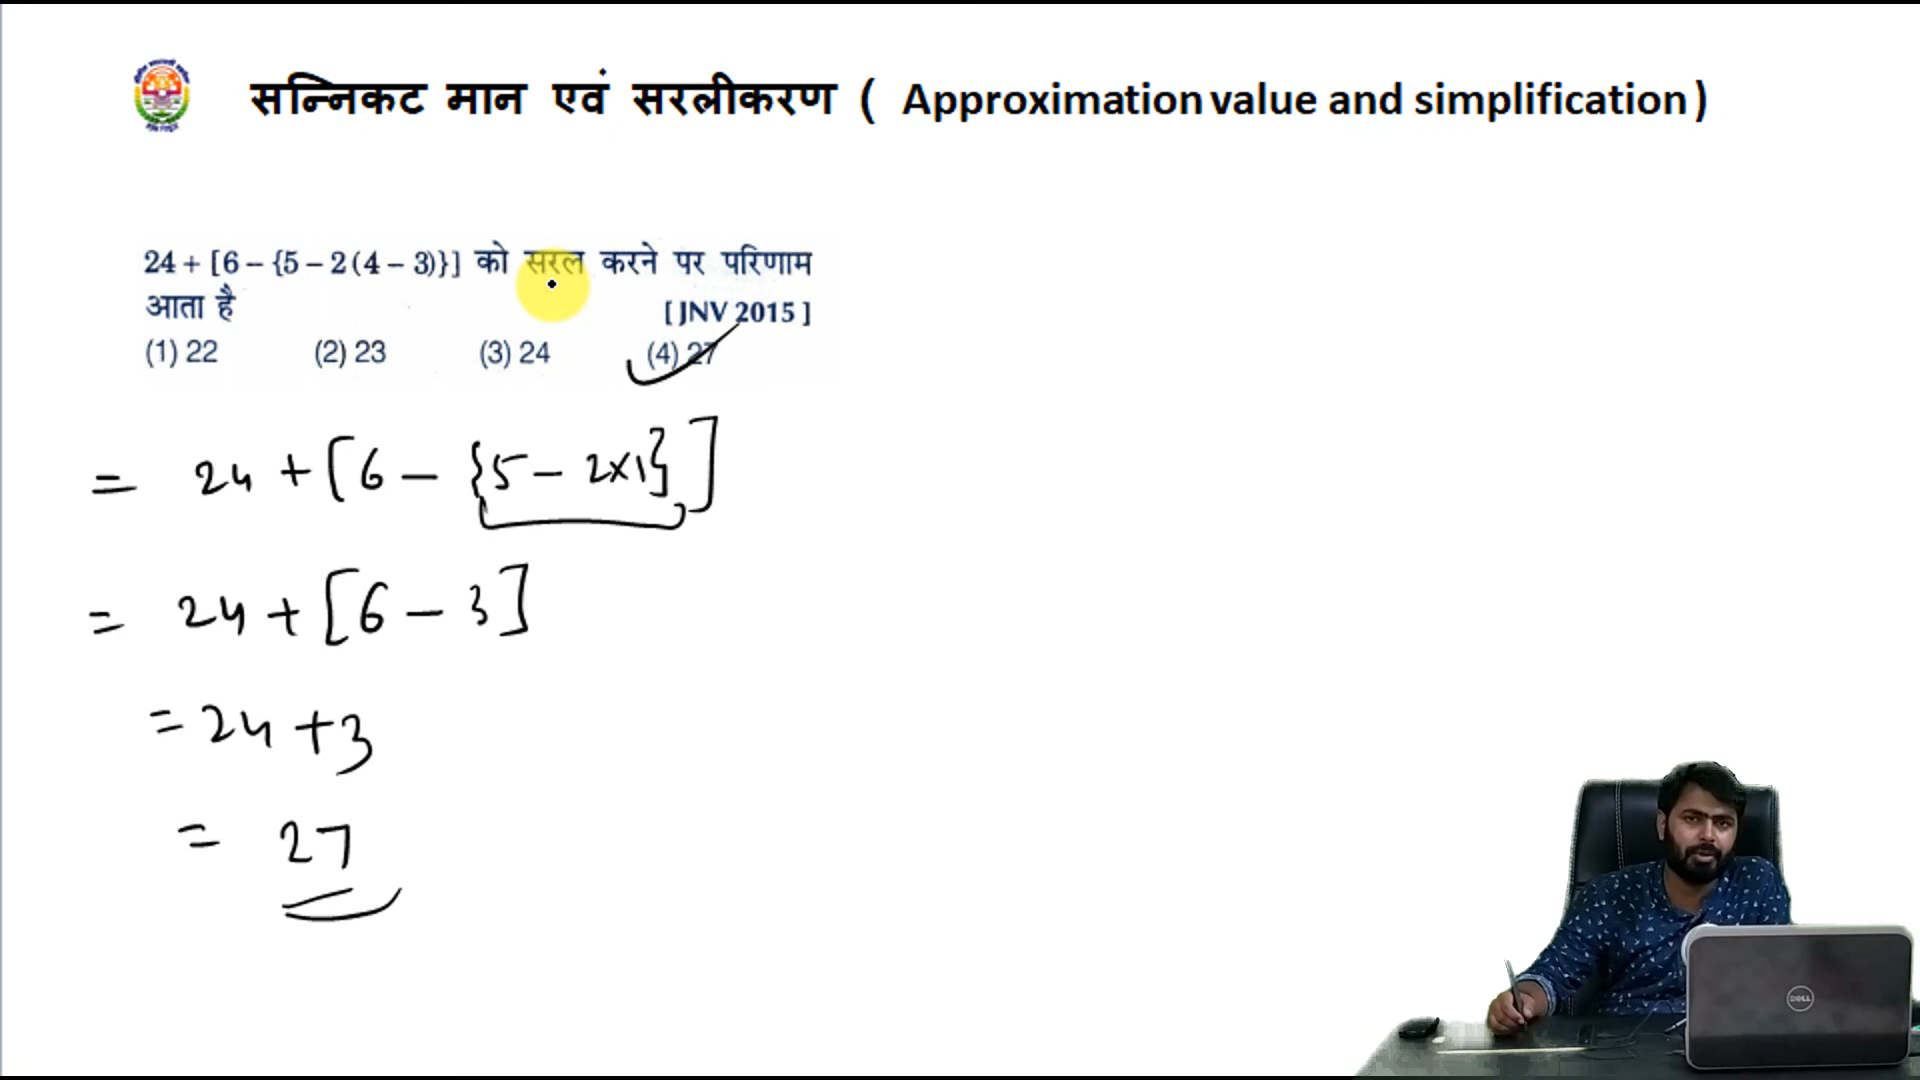 सन्निकट मान एवं सरलीकरण ( Approximation value and simplification)
24 + [6 – {5 – 2(4 – 3)}] को सरल करने पर परिणाम
आता है [JNV 2015]
(1) 22 (2) 23 (3) 24 (4) 27
= 24 + [6 – {5 – 2×1}]
= 24 + [6 – 3]
= 24 + 3
= 27
DELL